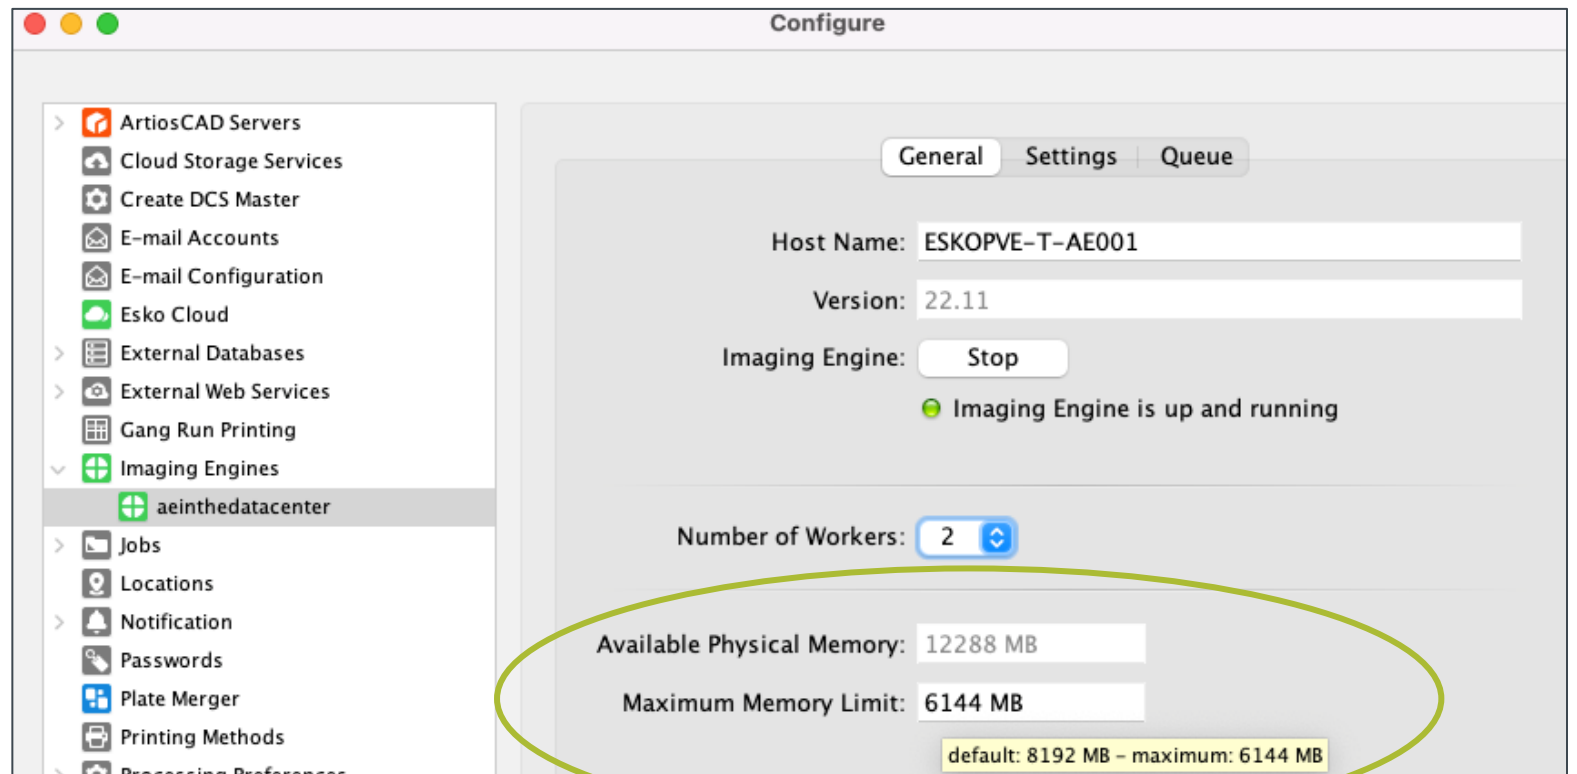 Configure
ArtiosCAD Servers
Cloud Storage Services
Create DCS Master
E-mail Accounts
E-mail Configuration
Esko Cloud
External Databases
External Web Services
Gang Run Printing
Imaging Engines
aeinthedatacenter
Jobs
Locations
Notification
Passwords
Plate Merger
Printing Methods
Processing Preferences
General Settings Queue
Host Name: ESKOPVE-T-AE001
Version: 22.11
Imaging Engine: Stop
Imaging Engine is up and running
Number of Workers: 2
Available Physical Memory: 12288 MB
Maximum Memory Limit: 6144 MB
default: 8192 MB - maximum: 6144 MB